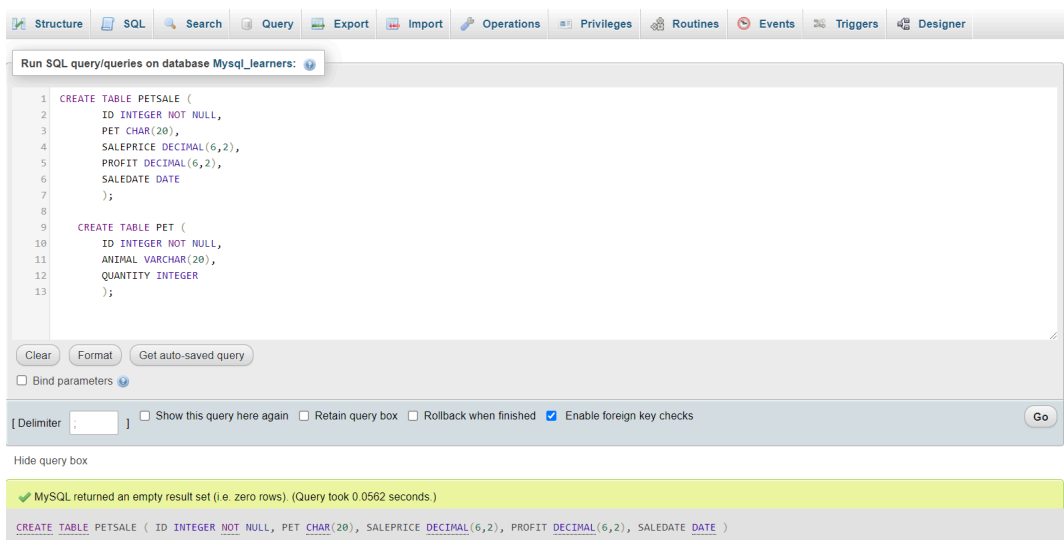 Structure SQL Search Query Export Import Operations Privileges Routines Events Triggers Designer
Run SQL query/queries on database Mysql_learners:
1 CREATE TABLE PETSALE (
2 ID INTEGER NOT NULL,
3 PET CHAR(20),
4 SALEPRICE DECIMAL(6,2),
5 PROFIT DECIMAL(6,2),
6 SALEDATE DATE
7 );
8
9 CREATE TABLE PET (
10 ID INTEGER NOT NULL,
11 ANIMAL VARCHAR(20),
12 QUANTITY INTEGER
13 );
Clear Format Get auto-saved query
Bind parameters
[ Delimiter ; ] Show this query here again Retain query box Rollback when finished Enable foreign key checks Go
Hide query box
MySQL returned an empty result set (i.e. zero rows). (Query took 0.0562 seconds.)
CREATE TABLE PETSALE ( ID INTEGER NOT NULL, PET CHAR(20), SALEPRICE DECIMAL(6,2), PROFIT DECIMAL(6,2), SALEDATE DATE )